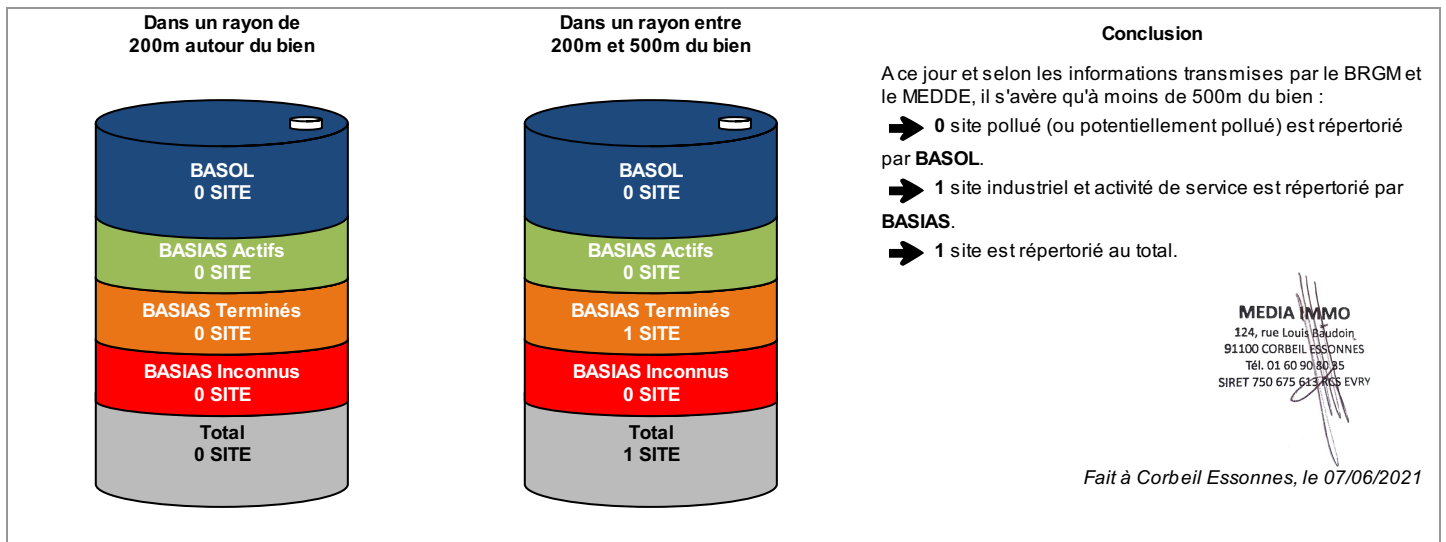 Dans un rayon de
200m autour du bien
BASOL
0 SITE
BASIAS Actifs
0 SITE
BASIAS Terminés
0 SITE
BASIAS Inconnus
0 SITE
Total
0 SITE
Dans un rayon entre
200m et 500m du bien
BASOL
0 SITE
BASIAS Actifs
0 SITE
BASIAS Terminés
1 SITE
BASIAS Inconnus
0 SITE
Total
1 SITE
Conclusion
A ce jour et selon les informations transmises par le BRGM et
le MEDDE, il s'avère qu'à moins de 500m du bien :
0 site pollué (ou potentiellement pollué) est répertorié
par BASOL.
1 site industriel et activité de service est répertorié par
BASIAS.
1 site est répertorié au total.
MEDIA IMMO
124, rue Louis Baudoin
91100 CORBEIL ESSONNES
Tél. 01 60 90 80 85
SIRET 750 675 613 RCS EVRY
Fait à Corbeil Essonnes, le 07/06/2021